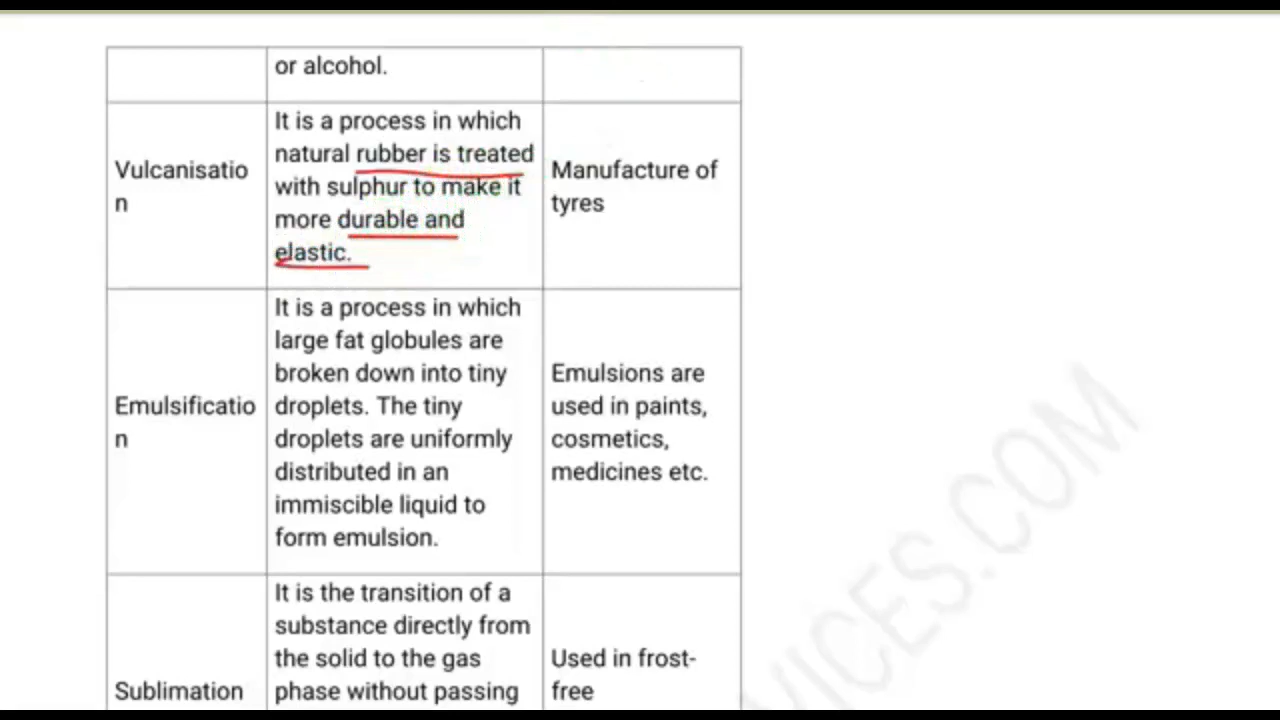 or alcohol.
Vulcanisatio
n
It is a process in which
natural rubber is treated
with sulphur to make it
more durable and
elastic.
Manufacture of
tyres
Emulsificatio
n
It is a process in which
large fat globules are
broken down into tiny
droplets. The tiny
droplets are uniformly
distributed in an
immiscible liquid to
form emulsion.
Emulsions are
used in paints,
cosmetics,
medicines etc.
Sublimation
It is the transition of a
substance directly from
the solid to the gas
phase without passing
Used in frost-
free
VICES.COM